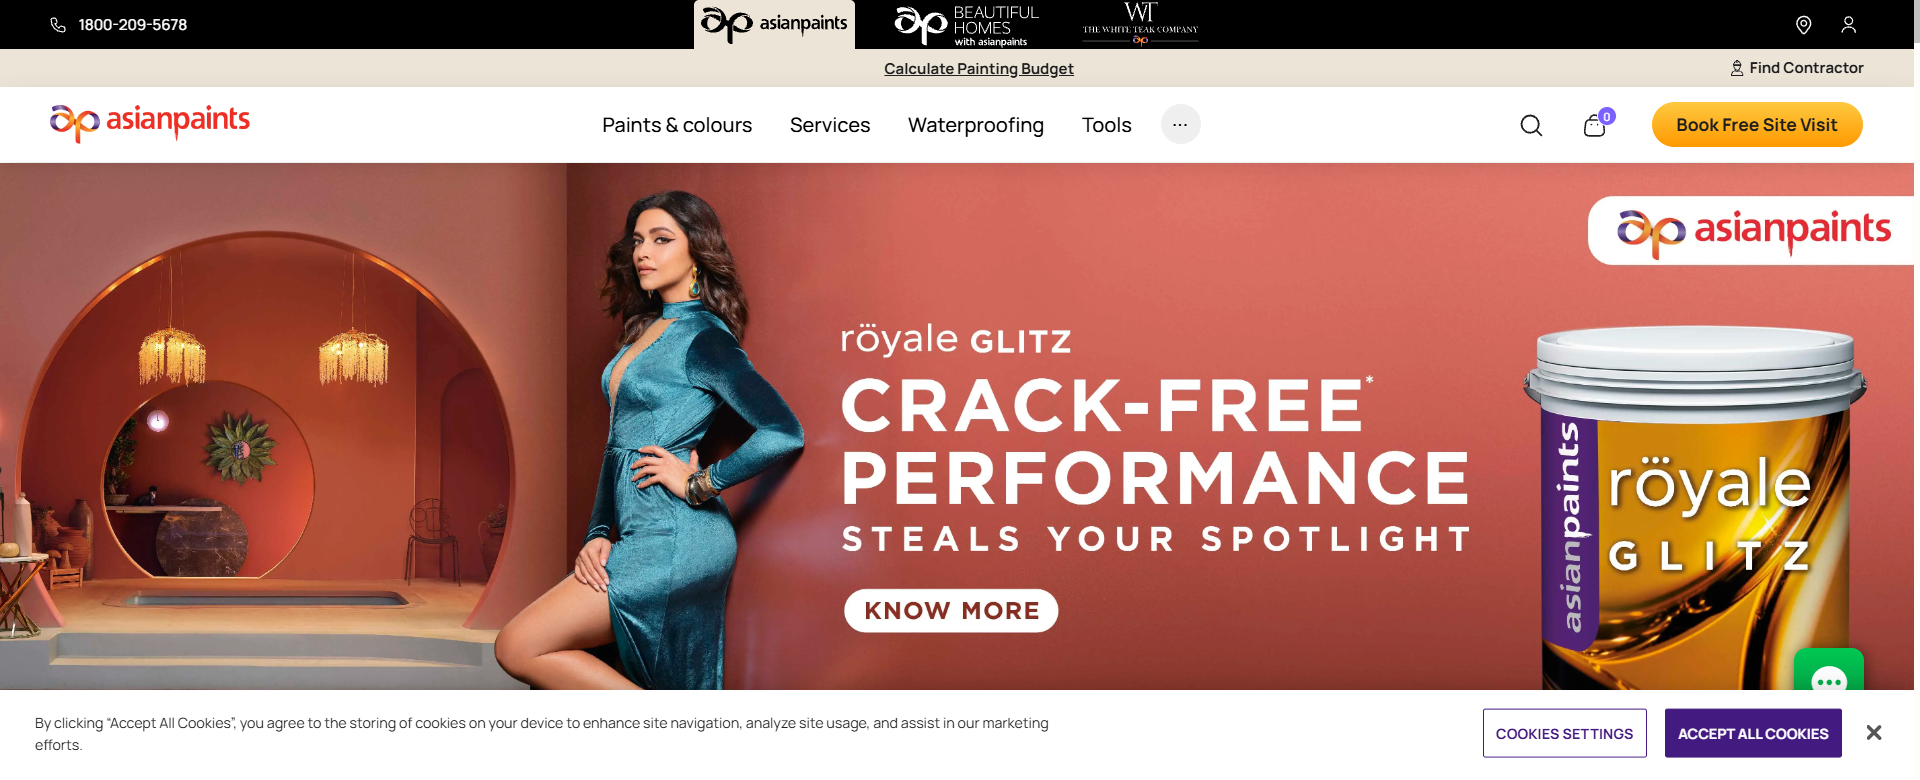 1800-209-5678
asianpaints
BEAUTIFUL
HOMES
with asianpaints
WT
THE WHITE TEAK COMPANY
Calculate Painting Budget
Find Contractor
asianpaints
Paints & colours
Services
Waterproofing
Tools
...
0
Book Free Site Visit
asianpaints
röyale GLITZ
CRACK-FREE*
PERFORMANCE
STEALS YOUR SPOTLIGHT
KNOW MORE
asianpaints
röyale
GLITZ
By clicking “Accept All Cookies”, you agree to the storing of cookies on your device to enhance site navigation, analyze site usage, and assist in our marketing
efforts.
COOKIES SETTINGS
ACCEPT ALL COOKIES